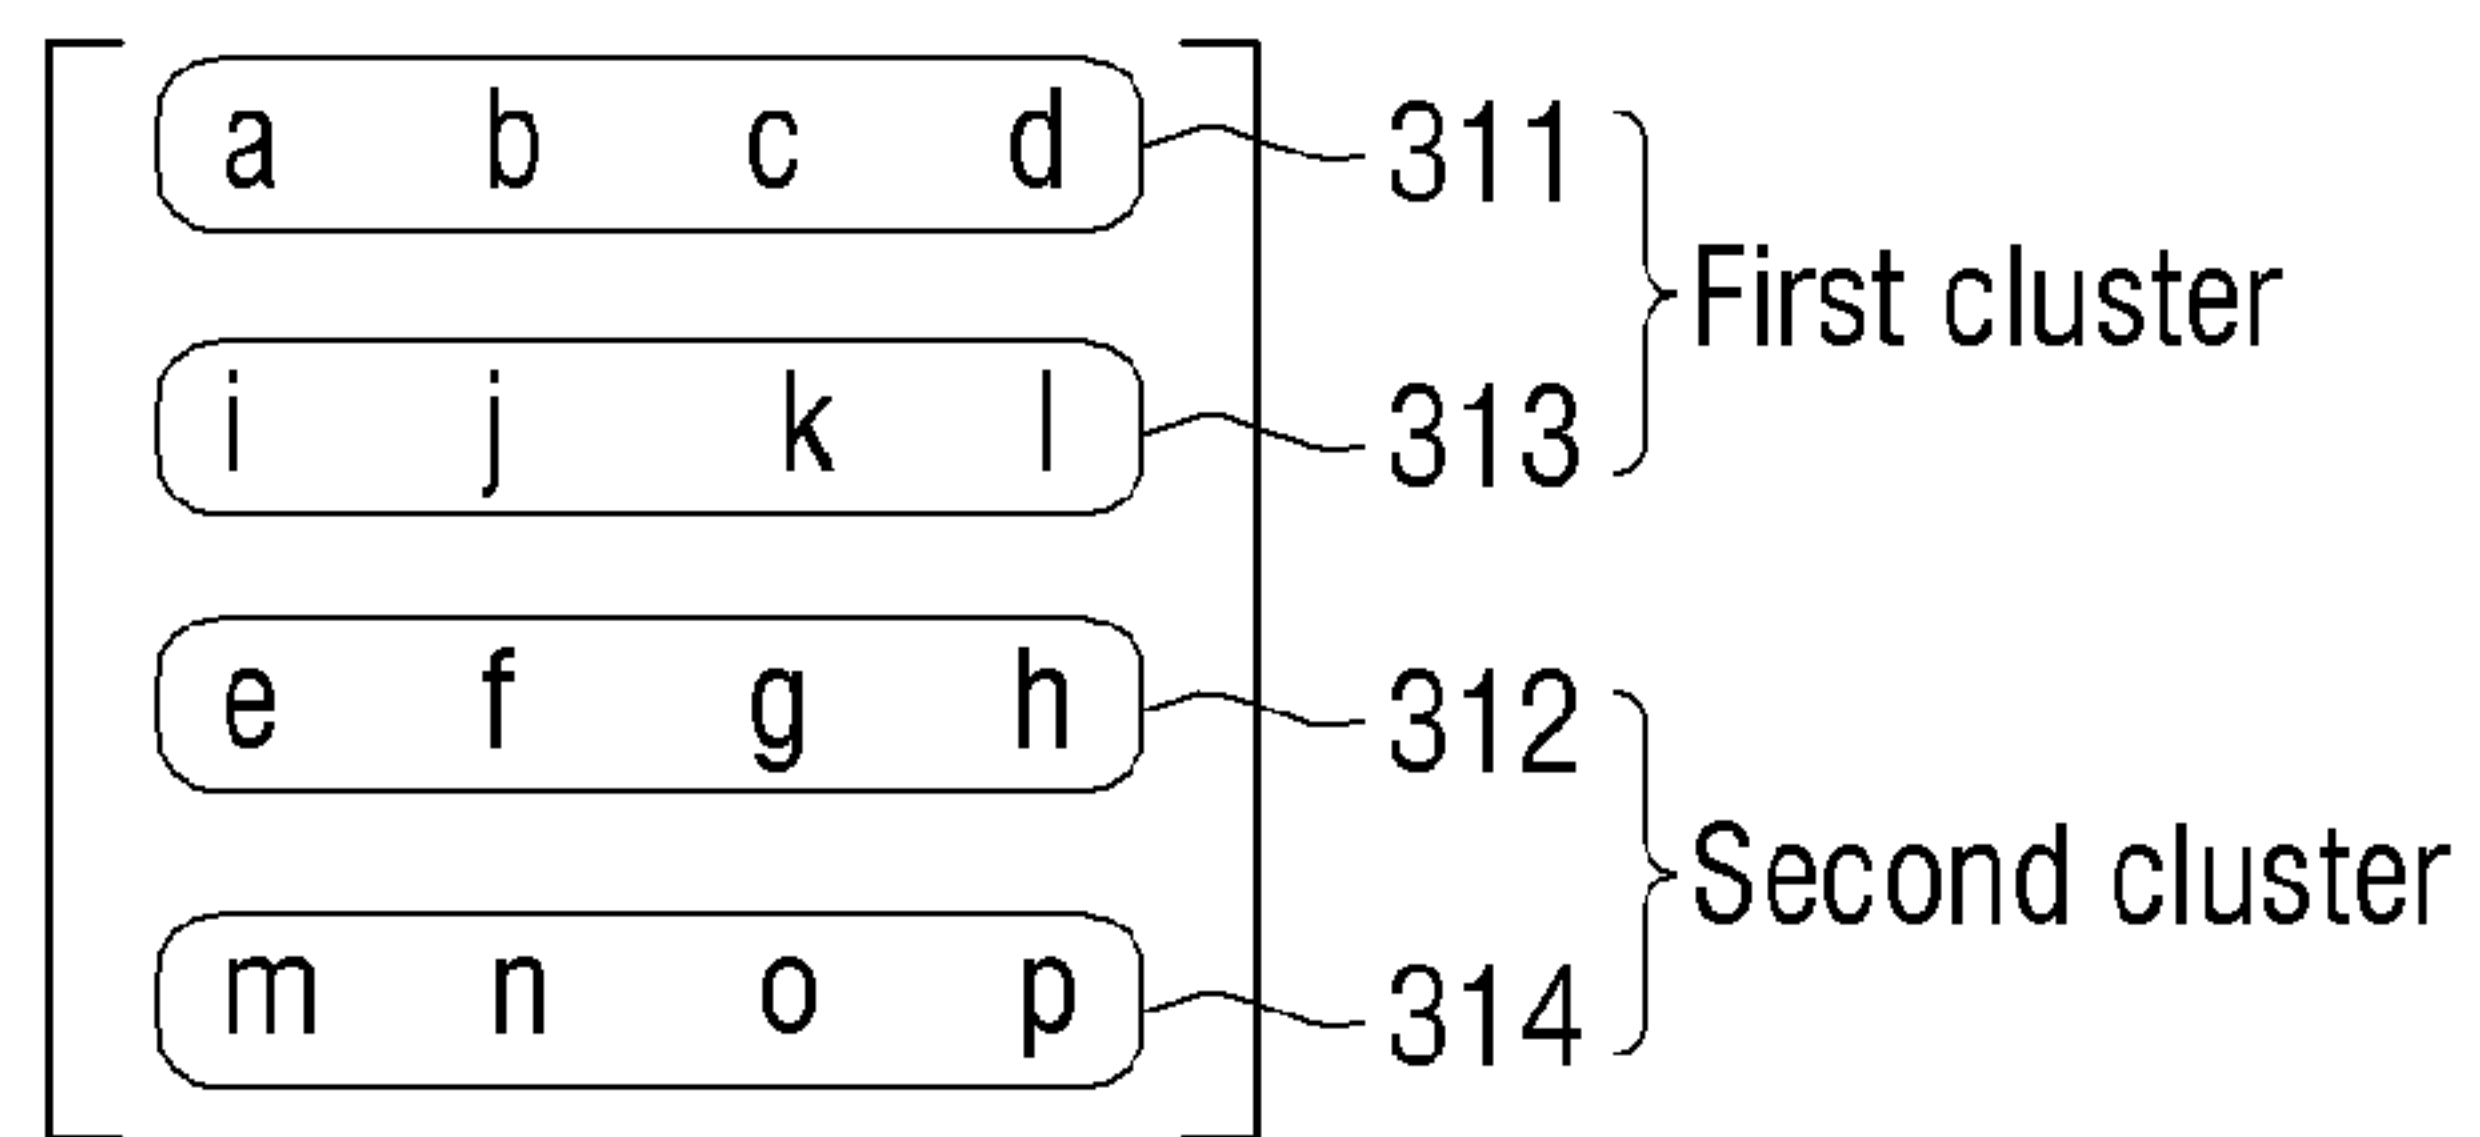 a b c d 311
First cluster
i j k l 313
e f g h 312
Second cluster
m n o p 314